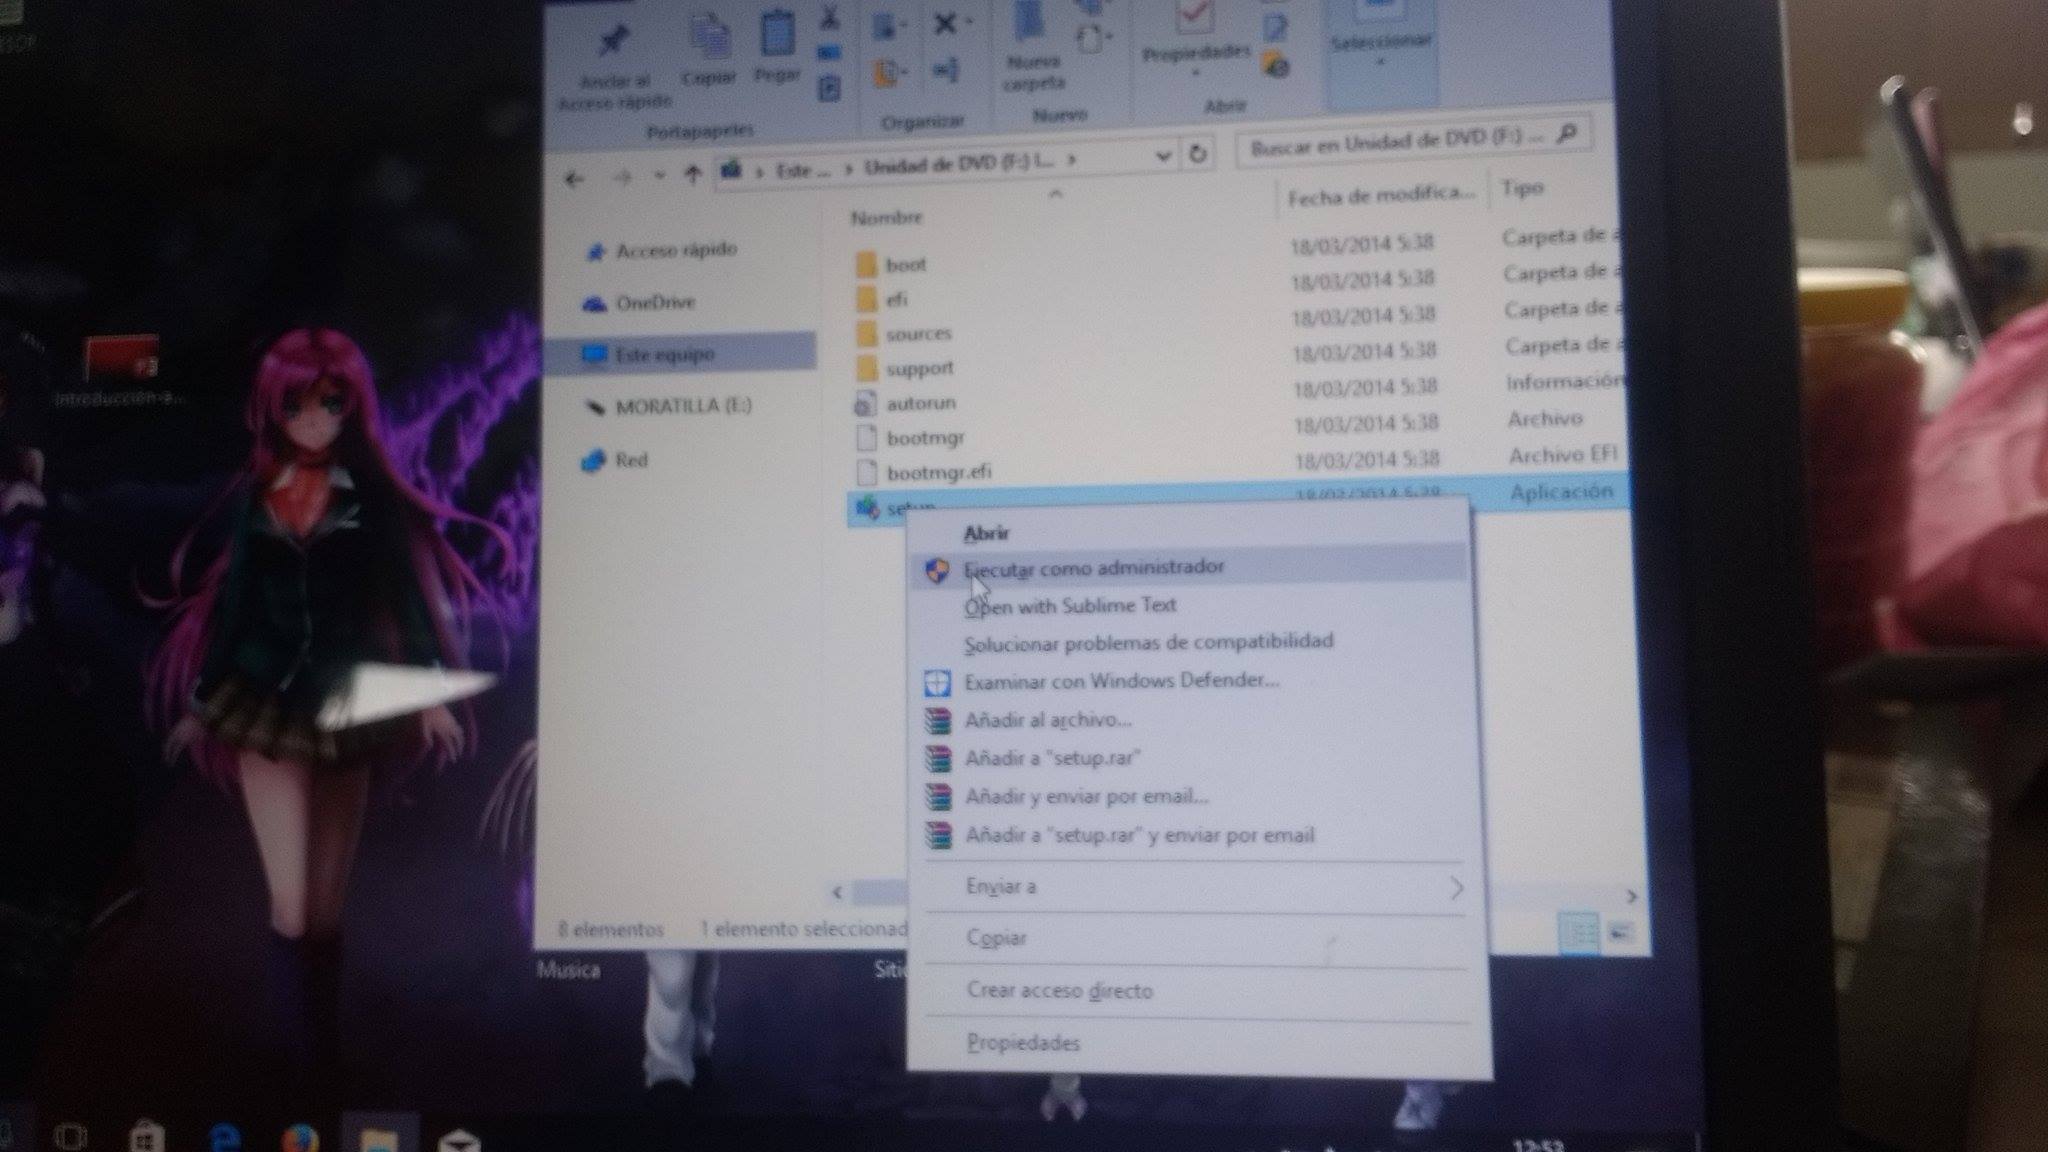 Anclar al
Acceso rápido
Copiar
Pegar
Portapapeles
Organizar
Nueva
carpeta
Nuevo
Propiedades
Abrir
Seleccionar
Este ... > Unidad de DVD (F:) I... >
Buscar en Unidad de DVD (F:) ...
Nombre
Fecha de modifica...
Tipo
Acceso rápido
OneDrive
Este equipo
MORATILLA (E:)
Red
boot 18/03/2014 5:38 Carpeta de a
efi 18/03/2014 5:38 Carpeta de a
sources 18/03/2014 5:38 Carpeta de a
support 18/03/2014 5:38 Carpeta de a
autorun 18/03/2014 5:38 Información
bootmgr 18/03/2014 5:38 Archivo
bootmgr.efi 18/03/2014 5:38 Archivo EFI
setup Aplicación
Abrir
Ejecutar como administrador
Open with Sublime Text
Solucionar problemas de compatibilidad
Examinar con Windows Defender...
Añadir al archivo...
Añadir a "setup.rar"
Añadir y enviar por email...
Añadir a "setup.rar" y enviar por email
Enviar a
Copiar
Crear acceso directo
Propiedades
8 elementos 1 elemento seleccionad
Introducción-a...
Musica
Siti
12:53